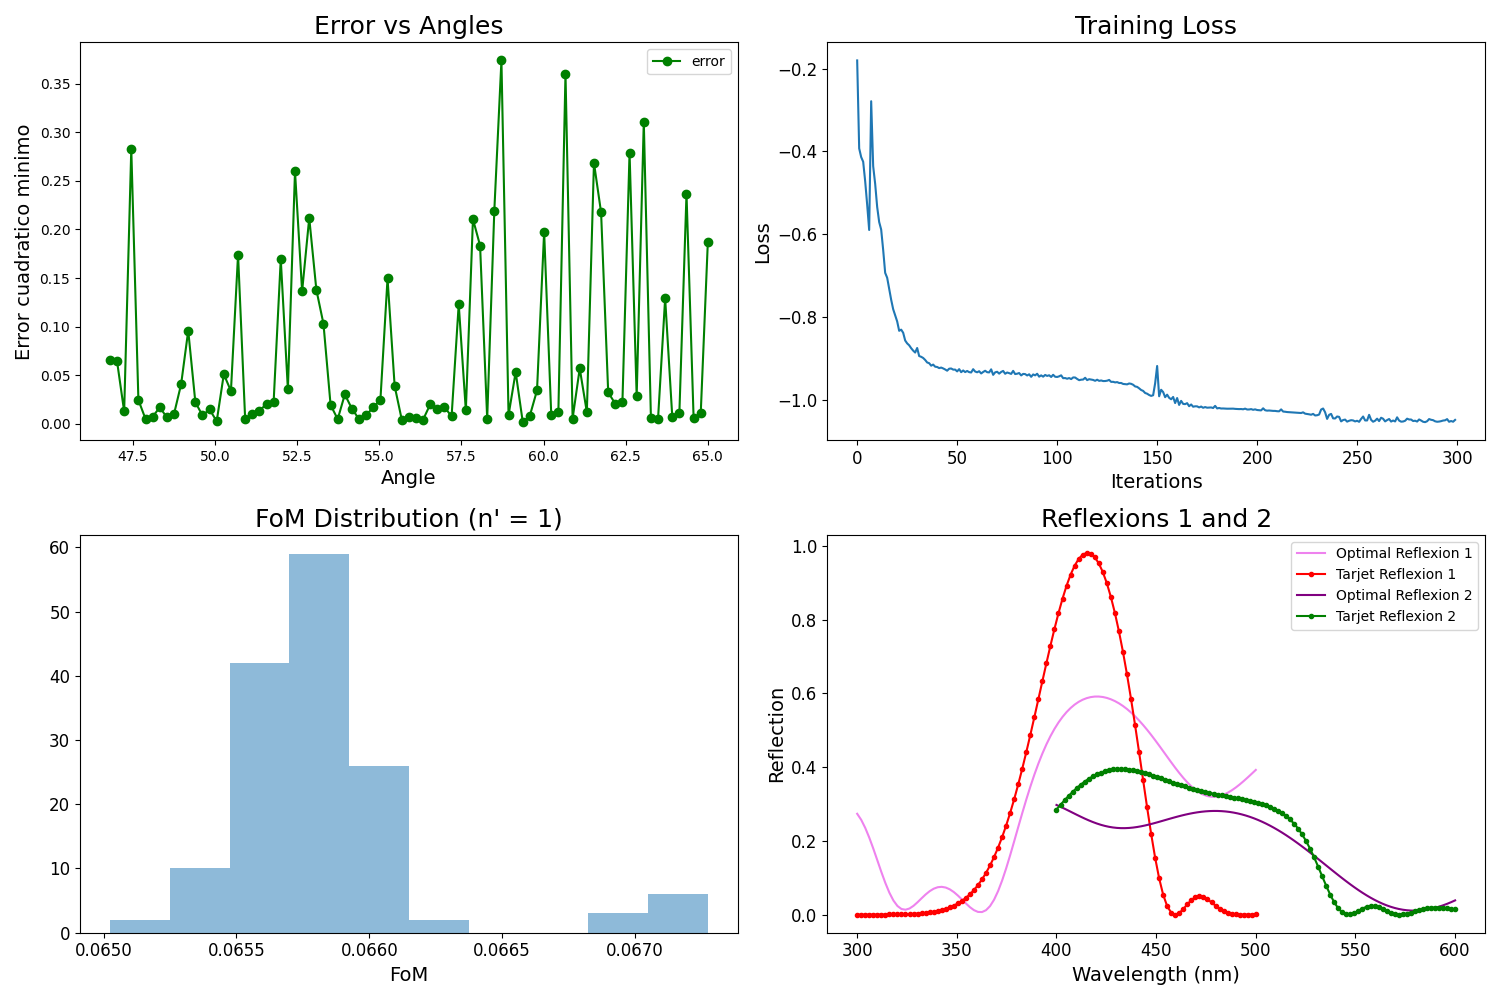 Error vs Angles
error
0.35
0.30
0.25
0.20
0.15
0.10
0.05
0.00
Error cuadratico minimo
47.5 50.0 52.5 55.0 57.5 60.0 62.5 65.0
Angle
Training Loss
−0.2
−0.4
−0.6
−0.8
−1.0
Loss
0 50 100 150 200 250 300
Iterations
FoM Distribution (n' = 1)
60
50
40
30
20
10
0
0.0650 0.0655 0.0660 0.0665 0.0670
FoM
Reflexions 1 and 2
Optimal Reflexion 1
Tarjet Reflexion 1
Optimal Reflexion 2
Tarjet Reflexion 2
1.0
0.8
0.6
0.4
0.2
0.0
Reflection
300 350 400 450 500 550 600
Wavelength (nm)